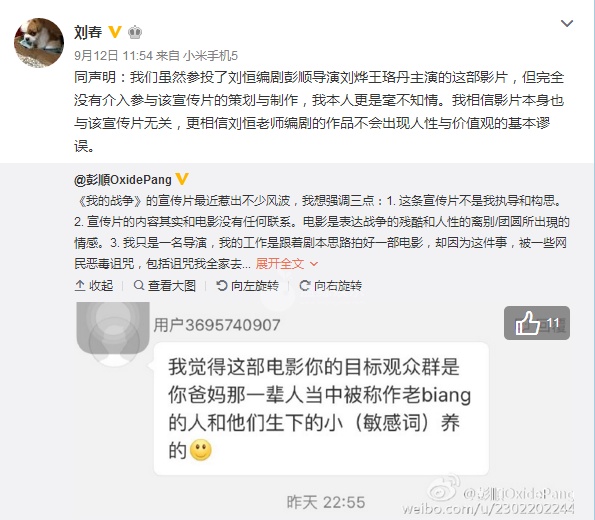 刘春
9月12日 11:54 来自 小米手机5
同声明：我们虽然参投了刘恒编剧彭顺导演刘烨王珞丹主演的这部影片，但完全
没有介入参与该宣传片的策划与制作，我本人更是毫不知情。我相信影片本身也
与该宣传片无关，更相信刘恒老师编剧的作品不会出现人性与价值观的基本谬
误。
@彭順OxidePang
《我的战争》的宣传片最近惹出不少风波，我想强调三点：1. 这条宣传片不是我执导和构思。
2. 宣传片的内容其实和电影没有任何联系。电影是表达战争的残酷和人性的离别/团圆所出現的
情感。3. 我只是一名导演，我的工作是跟着剧本思路拍好一部电影，却因为这件事，被一些网
民恶毒诅咒，包括诅咒我全家去... 展开全文
收起 查看大图 向左旋转 向右旋转
用户3695740907
11
我觉得这部电影你的目标观众群是
你爸妈那一辈人当中被称作老biang
的人和他们生下的小（敏感词）养
的
昨天 22:55
@彭順OxidePang
weibo.com/u/2302202244